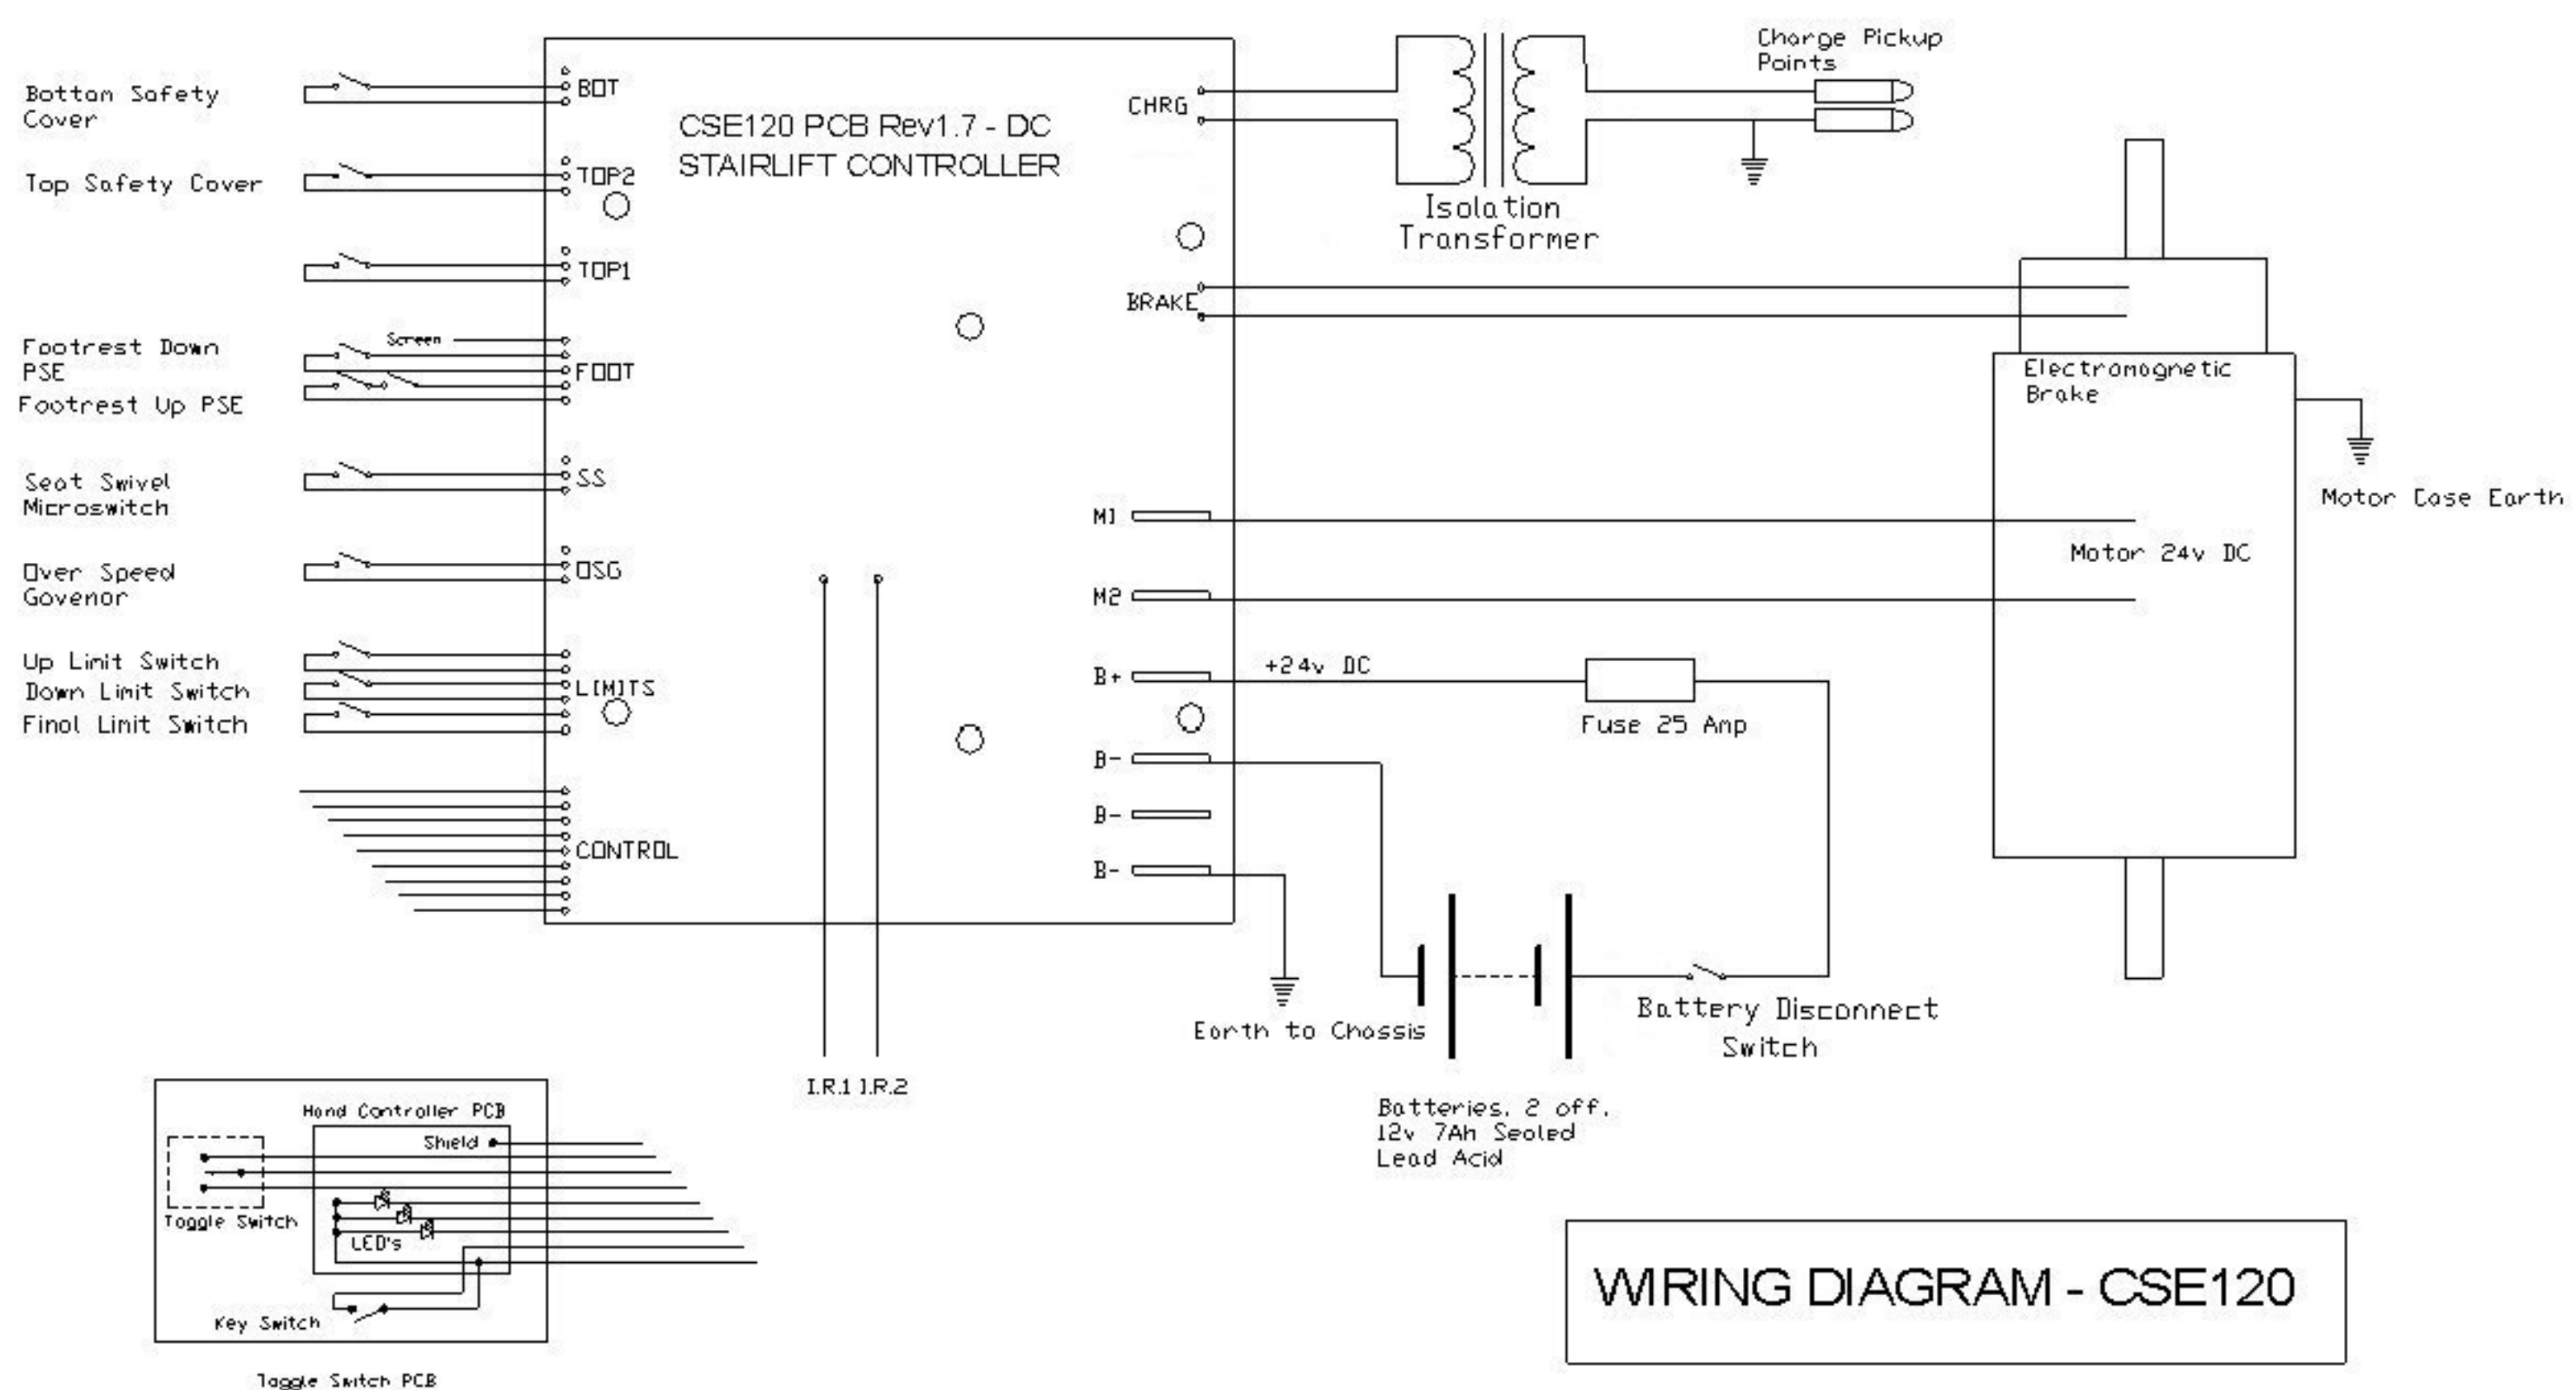 Bottom Safety
Cover
Top Safety Cover
Footrest Down
PSE
Footrest Up PSE
Seat Swivel
Microswitch
Over Speed
Govenor
Up Limit Switch
Down Limit Switch
Final Limit Switch
Screen
BOT
TOP2
TOP1
FOOT
SS
OSG
LIMITS
CONTROL
CSE120 PCB Rev1.7 - DC
STAIRLIFT CONTROLLER
CHRG
BRAKE
M1
M2
B+
B-
B-
B-
I.R.1 I.R.2
Isolation
Transformer
Charge Pickup
Points
Electromagnetic
Brake
Motor Case Earth
Motor 24v DC
+24v DC
Fuse 25 Amp
Earth to Chassis
Battery Disconnect
Switch
Batteries. 2 off.
12v 7Ah Sealed
Lead Acid
Hand Controller PCB
Shield
Toggle Switch
LED's
Key Switch
Toggle Switch PCB
WIRING DIAGRAM - CSE120